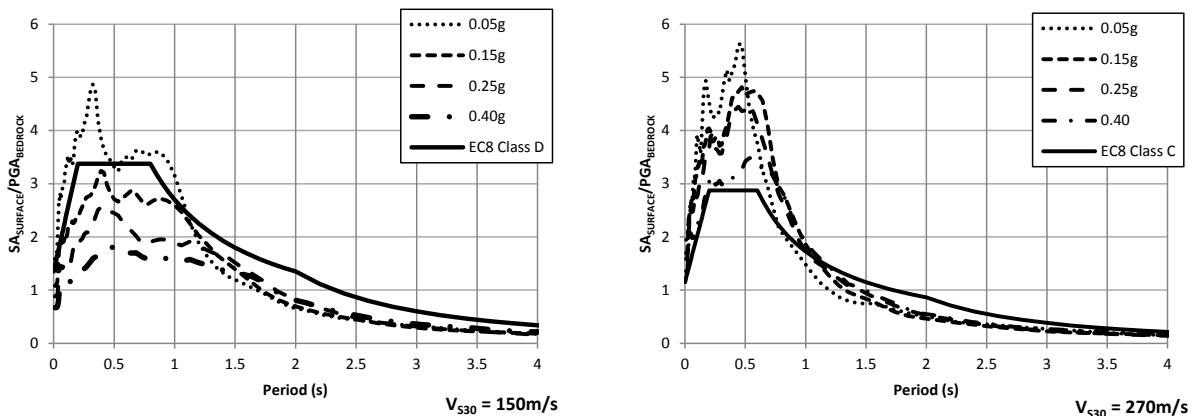 6
5
4
3
2
1
0
SA_SURFACE/PGA_BEDROCK
0 0.5 1 1.5 2 2.5 3 3.5 4
Period (s)
0.05g
0.15g
0.25g
0.40g
EC8 Class D
V_S30 = 150m/s
6
5
4
3
2
1
0
SA_SURFACE/PGA_BEDROCK
0 0.5 1 1.5 2 2.5 3 3.5 4
Period (s)
0.05g
0.15g
0.25g
0.40
EC8 Class C
V_S30 = 270m/s